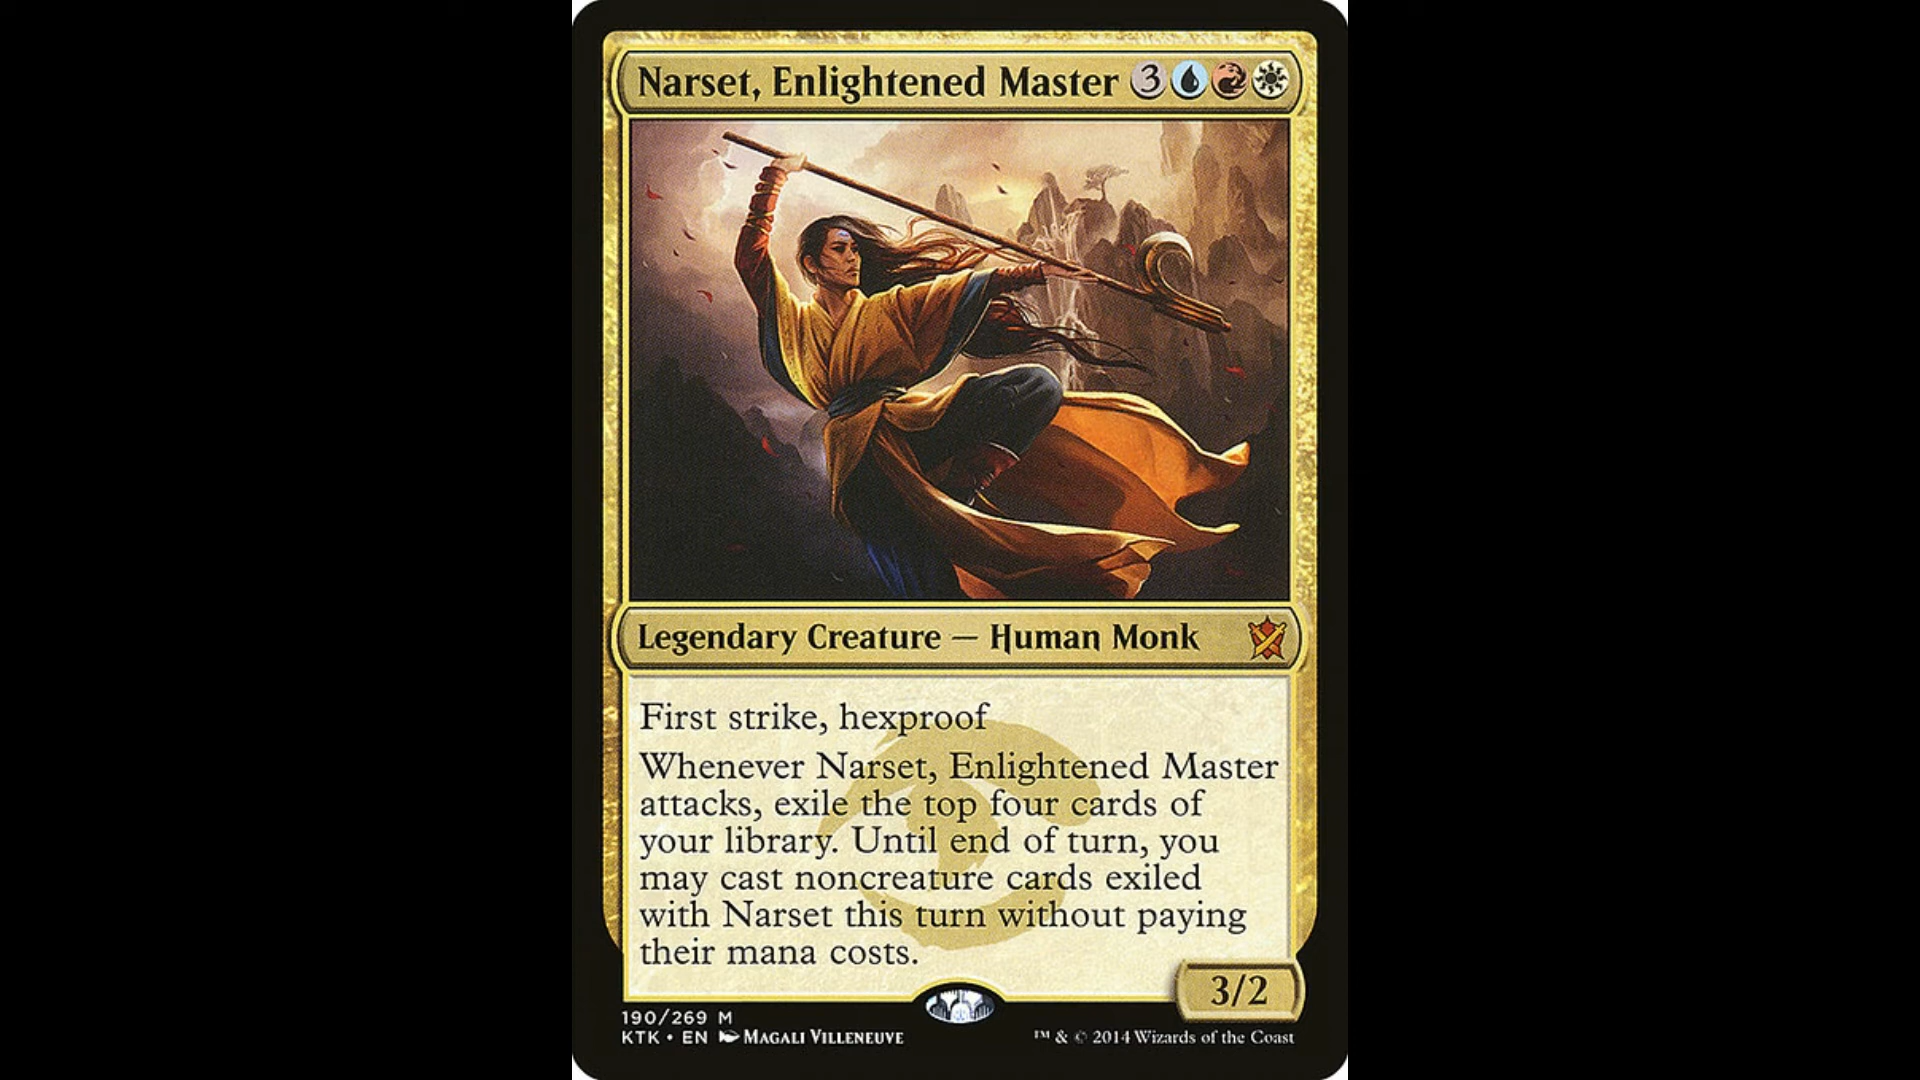 Narset, Enlightened Master 3
Legendary Creature — Human Monk
First strike, hexproof
Whenever Narset, Enlightened Master
attacks, exile the top four cards of
your library. Until end of turn, you
may cast noncreature cards exiled
with Narset this turn without paying
their mana costs.
3/2
190/269 M
KTK • EN Magali Villeneuve
™ & © 2014 Wizards of the Coast